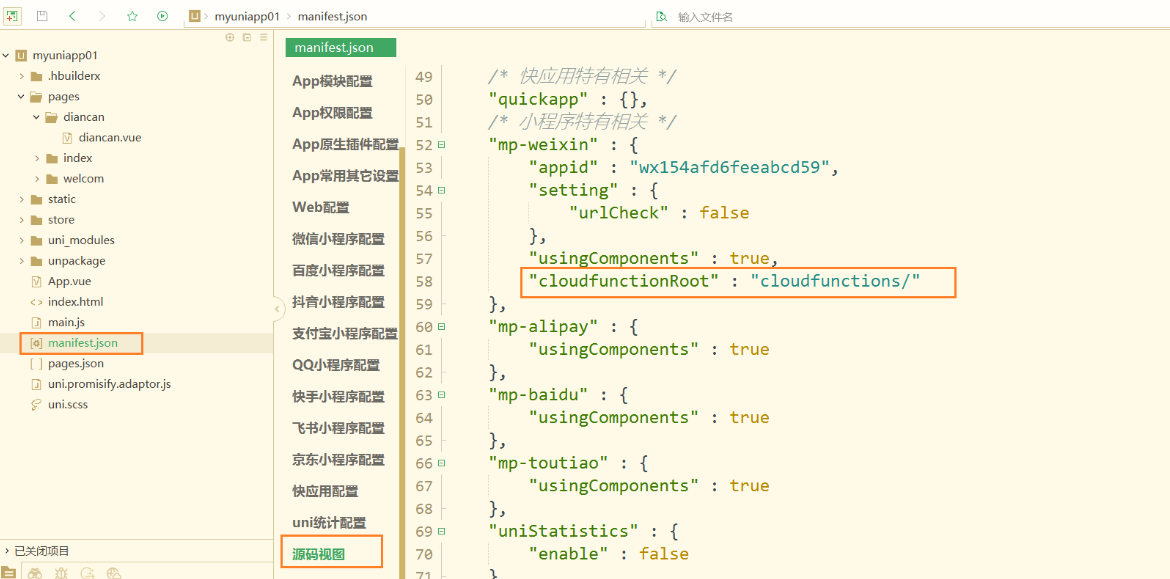 myuniapp01
manifest.json
输入文件名
myuniapp01
.hbuilderx
pages
diancan
diancan.vue
index
welcom
static
store
uni_modules
unpackage
App.vue
index.html
main.js
manifest.json
pages.json
uni.promisify.adaptor.js
uni.scss
已关闭项目
manifest.json
App模块配置
App权限配置
App原生插件配置
App常用其它设置
Web配置
微信小程序配置
百度小程序配置
抖音小程序配置
支付宝小程序配置
QQ小程序配置
快手小程序配置
飞书小程序配置
京东小程序配置
快应用配置
uni统计配置
源码视图
49 /* 快应用特有相关 */
50 "quickapp" : {},
51 /* 小程序特有相关 */
52 "mp-weixin" : {
53 "appid" : "wx154afd6feeabcd59",
54 "setting" : {
55 "urlCheck" : false
56 },
57 "usingComponents" : true,
58 "cloudfunctionRoot" : "cloudfunctions/"
59 },
60 "mp-alipay" : {
61 "usingComponents" : true
62 },
63 "mp-baidu" : {
64 "usingComponents" : true
65 },
66 "mp-toutiao" : {
67 "usingComponents" : true
68 },
69 "uniStatistics" : {
70 "enable" : false
71 }